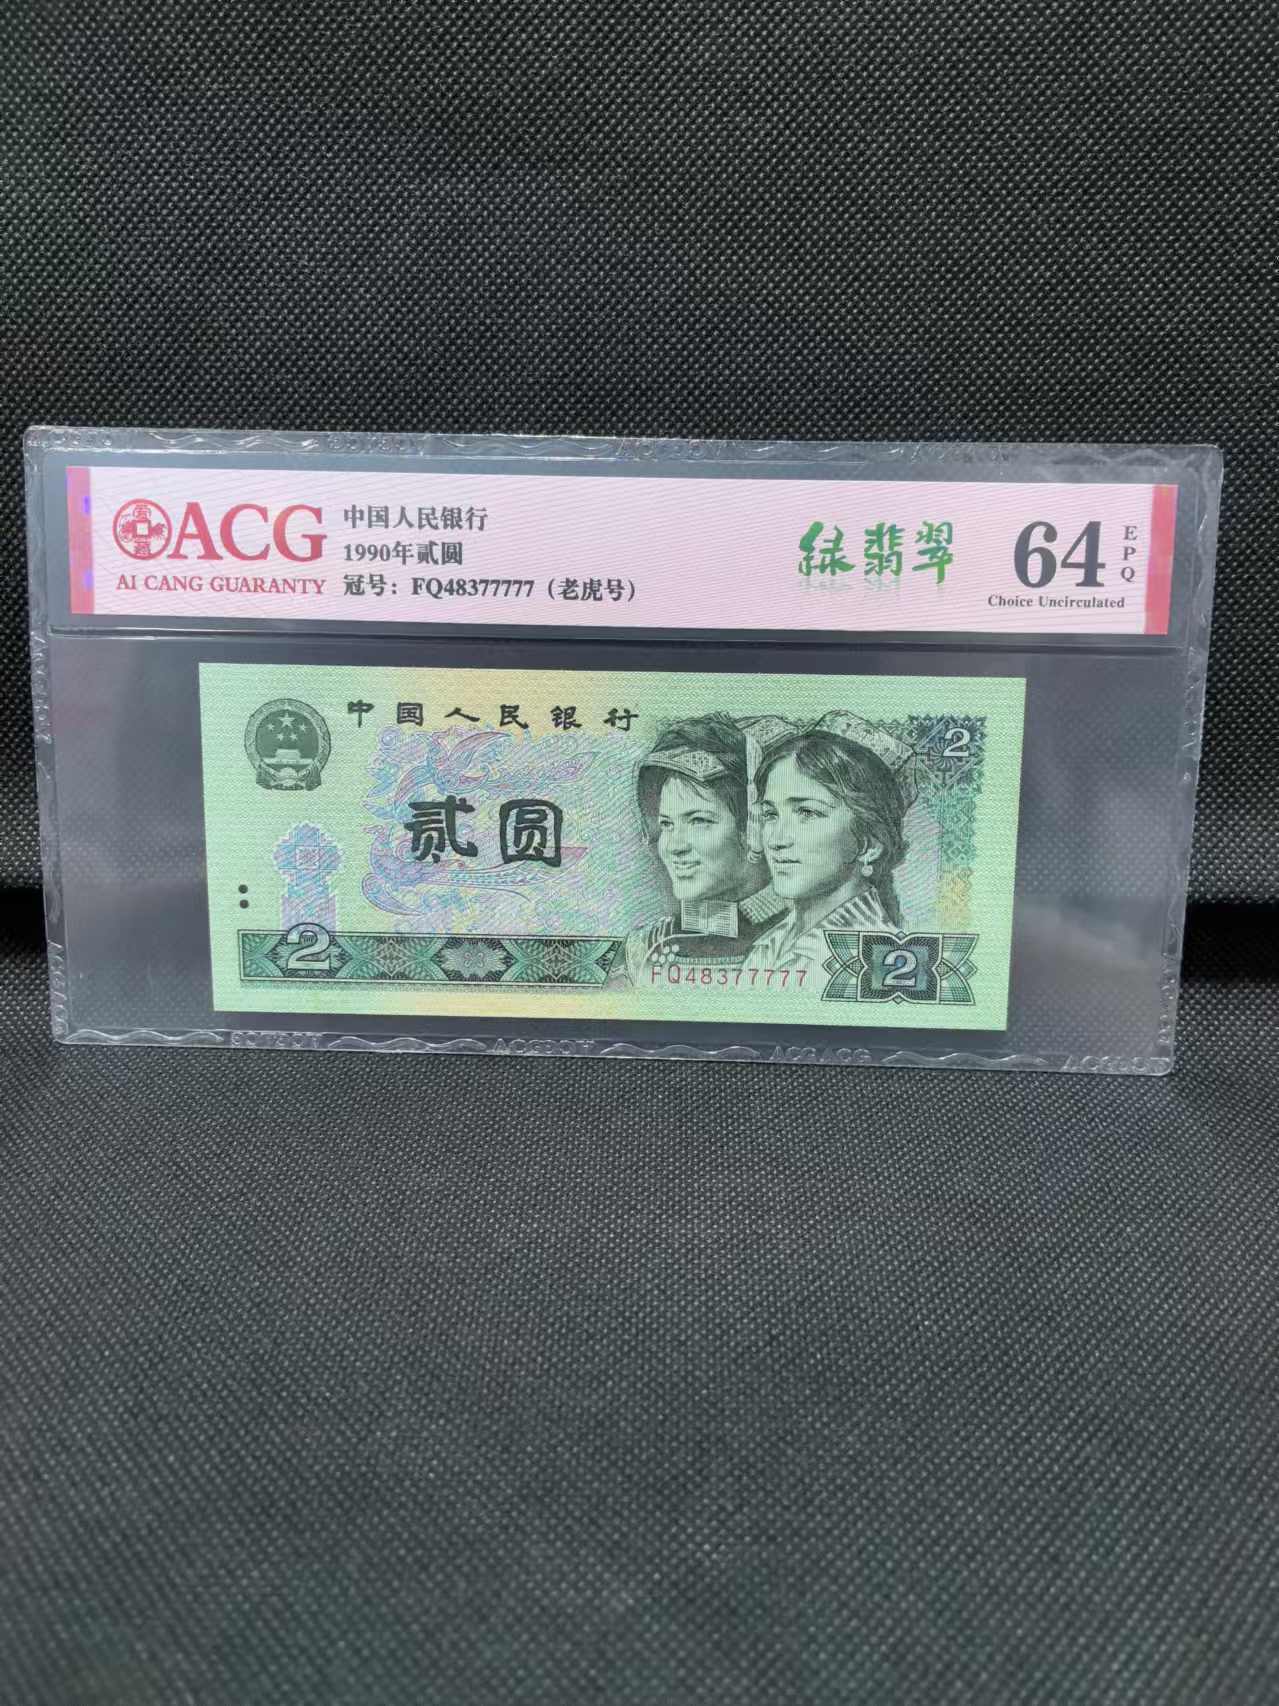 ACG
AI CANG GUARANTY
中国人民银行
1990年贰圆
冠号：FQ48377777（老虎号）
绿翡翠
64
EPQ
Choice Uncirculated
中国人民银行
2
贰圆
2
FQ48377777
2